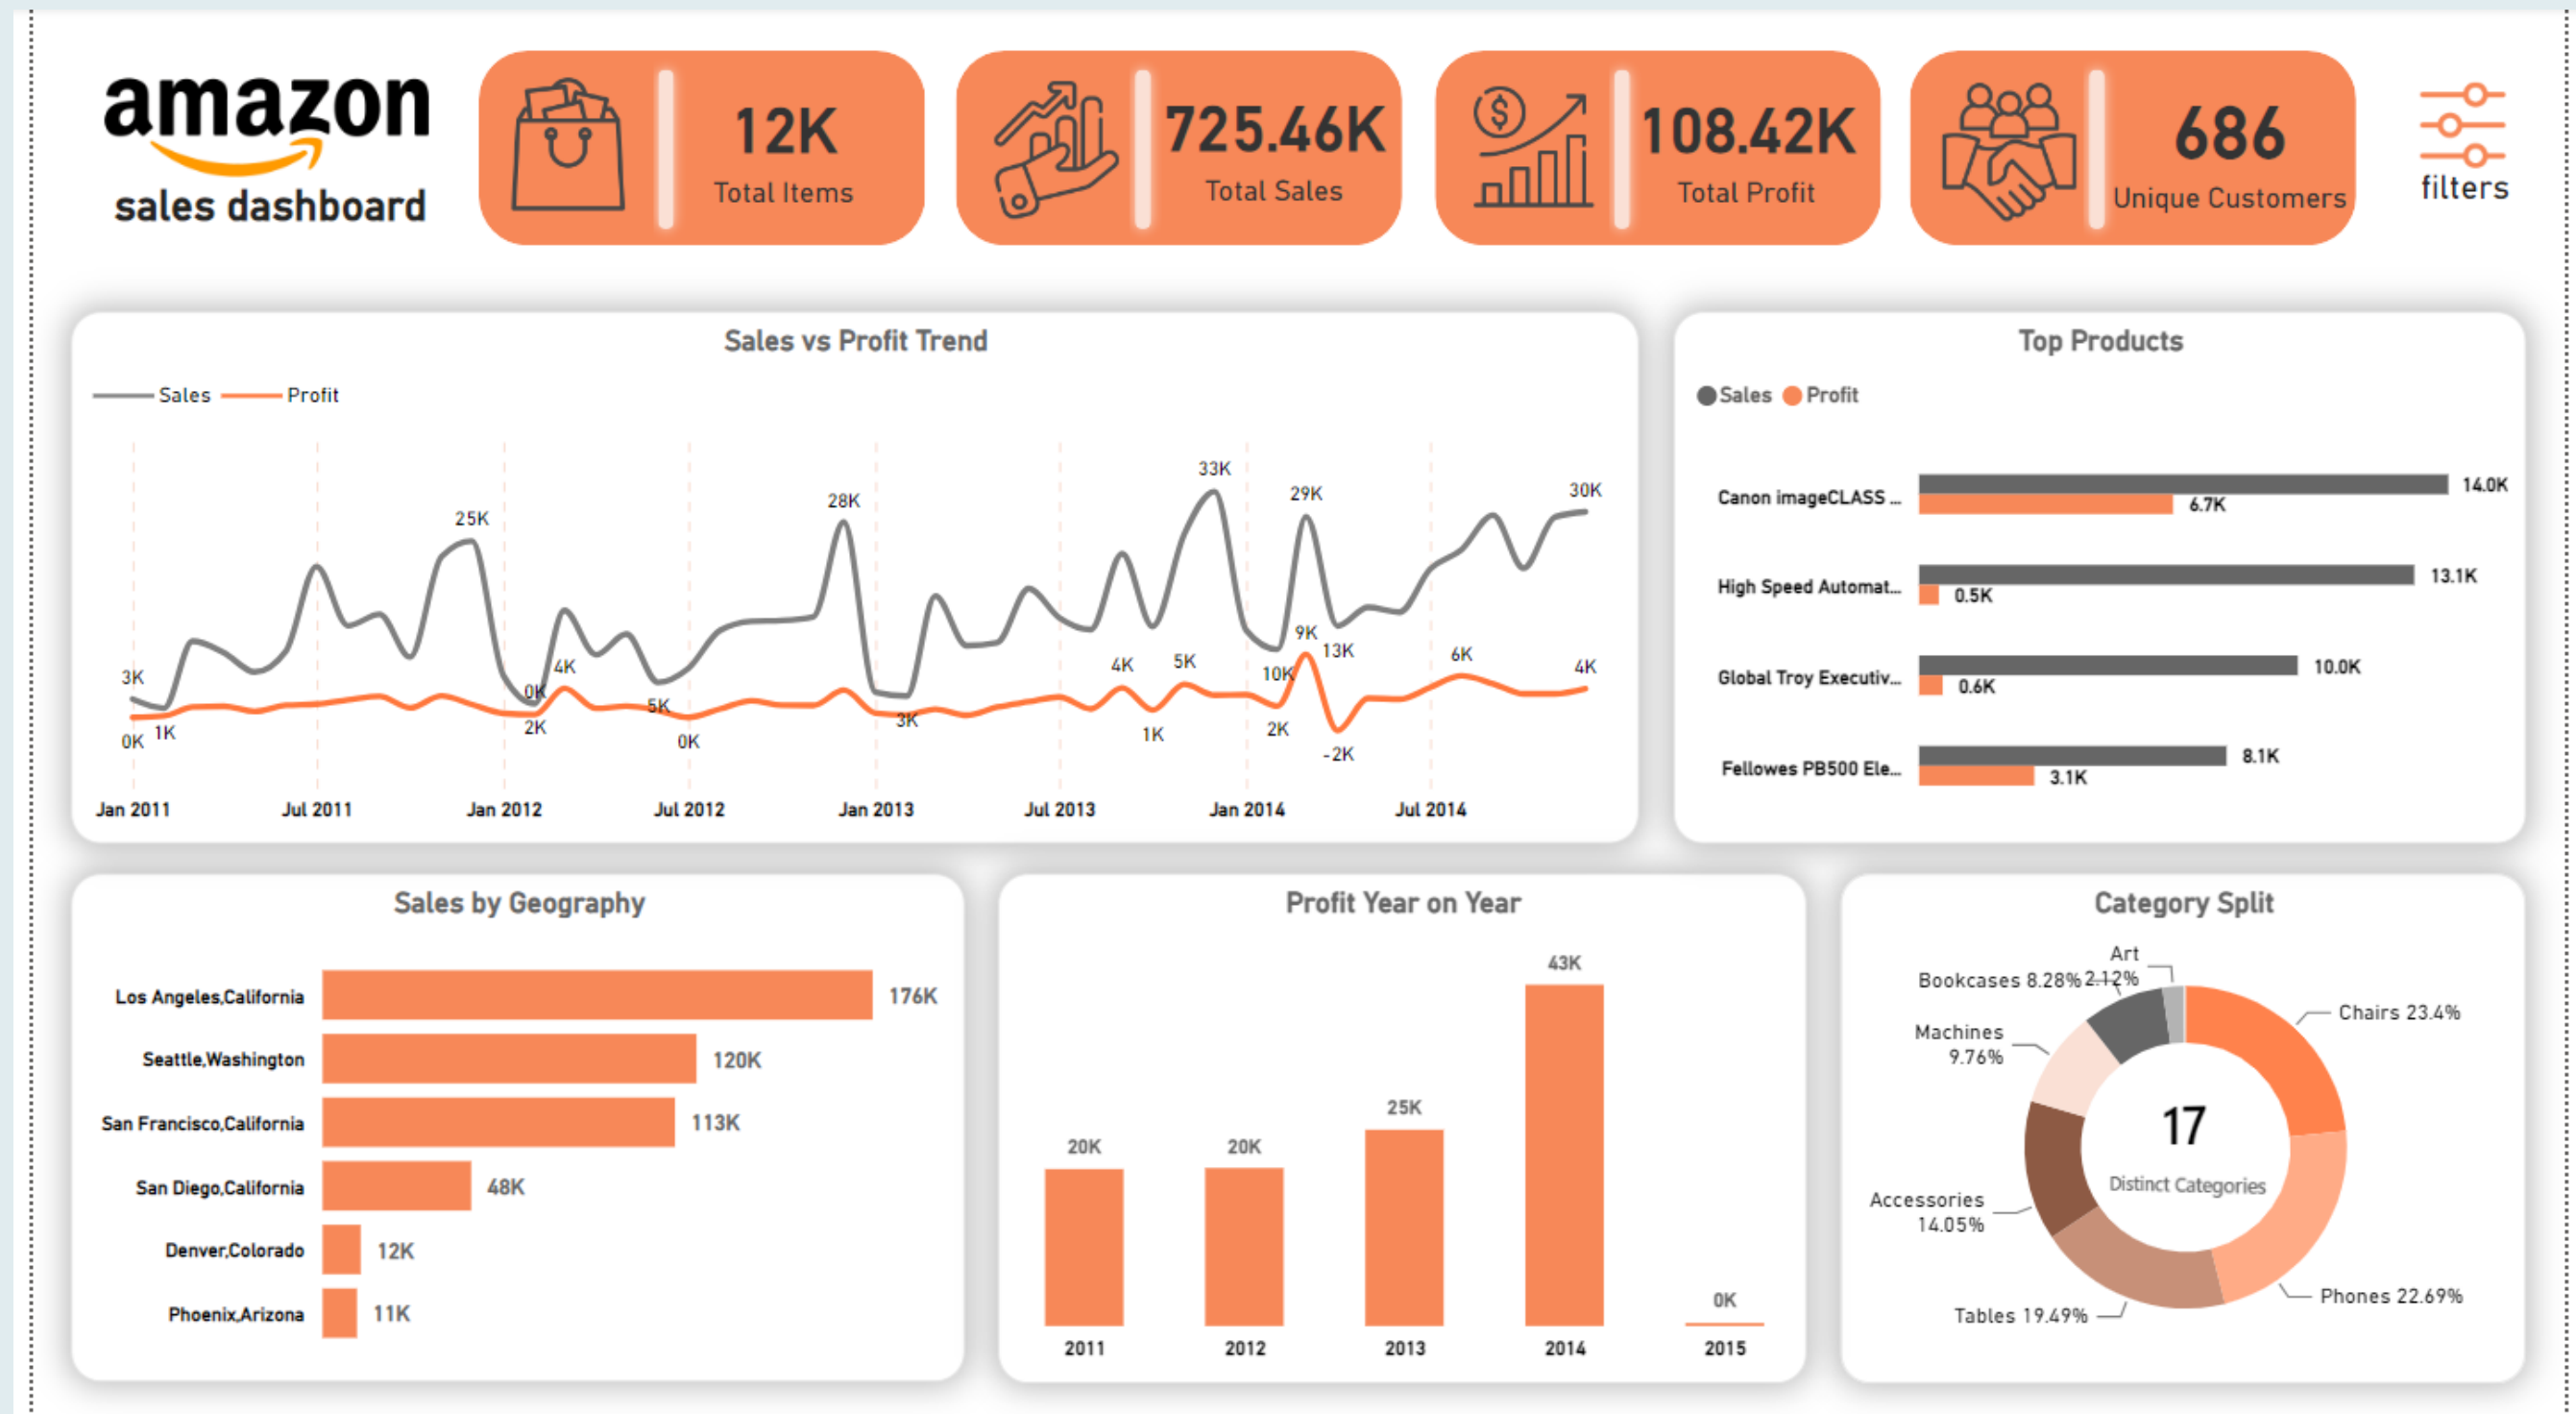 amazon
sales dashboard
12K
Total Items
725.46K
Total Sales
108.42K
Total Profit
686
Unique Customers
filters
Sales vs Profit Trend
Sales Profit
33K
28K
29K
30K
25K
9K
13K
3K
4K
4K
5K
6K
4K
0K
10K
5K
3K
0K
1K
2K
0K
1K
2K
-2K
Jan 2011 Jul 2011 Jan 2012 Jul 2012 Jan 2013 Jul 2013 Jan 2014 Jul 2014
Top Products
Sales Profit
Canon imageCLASS ...
14.0K
6.7K
High Speed Automat...
13.1K
0.5K
Global Troy Executiv...
10.0K
0.6K
Fellowes PB500 Ele...
8.1K
3.1K
Sales by Geography
Los Angeles,California 176K
Seattle,Washington 120K
San Francisco,California 113K
San Diego,California 48K
Denver,Colorado 12K
Phoenix,Arizona 11K
Profit Year on Year
20K
20K
25K
43K
0K
2011 2012 2013 2014 2015
Category Split
Art
2.12%
Bookcases 8.28%
Machines
9.76%
Accessories
14.05%
Tables 19.49%
Chairs 23.4%
Phones 22.69%
17
Distinct Categories